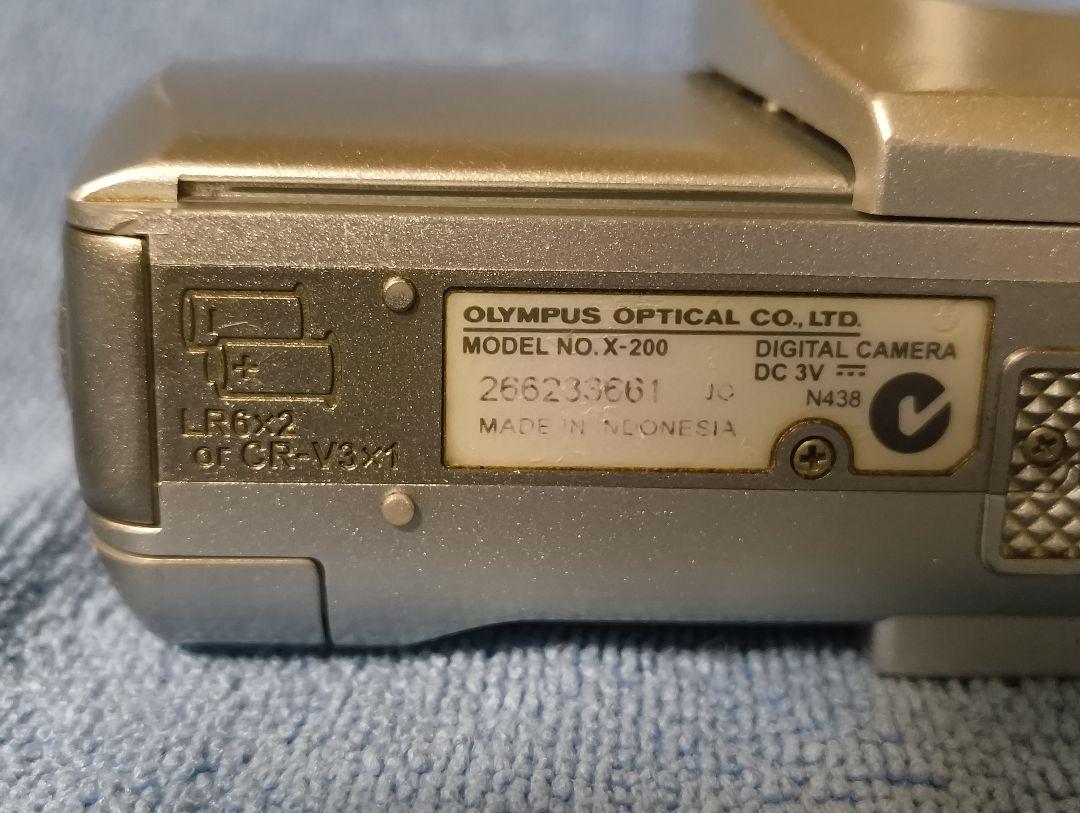 LR6x2
or CR-V3x1
OLYMPUS OPTICAL CO., LTD.
MODEL NO. X-200
DIGITAL CAMERA
DC 3V ⎓
266233661
N438
MADE IN INDONESIA